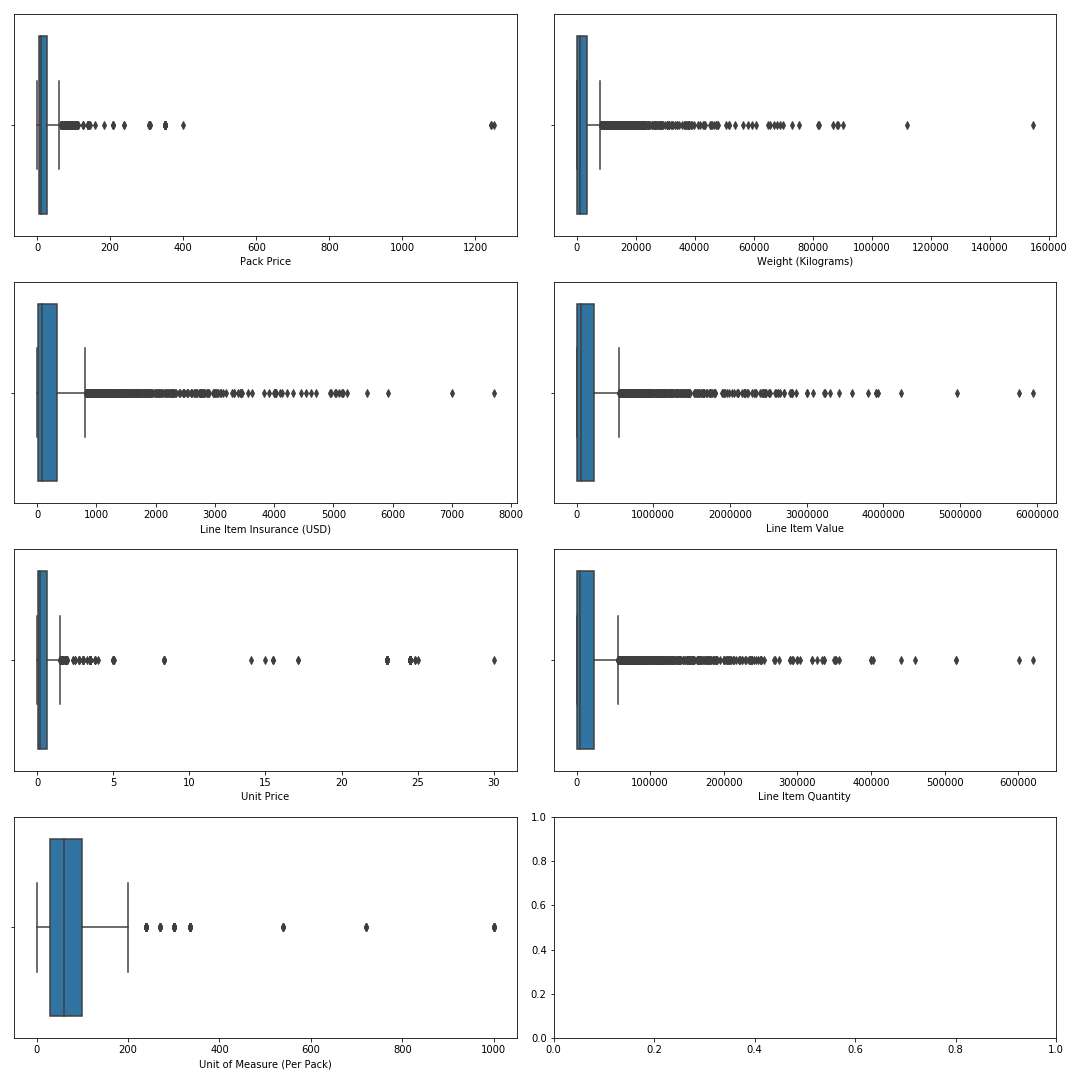 0 200 400 600 800 1000 1200
Pack Price
0 20000 40000 60000 80000 100000 120000 140000 160000
Weight (Kilograms)
0 1000 2000 3000 4000 5000 6000 7000 8000
Line Item Insurance (USD)
0 1000000 2000000 3000000 4000000 5000000 6000000
Line Item Value
0 5 10 15 20 25 30
Unit Price
0 100000 200000 300000 400000 500000 600000
Line Item Quantity
0 200 400 600 800 1000
Unit of Measure (Per Pack)
1.0
0.8
0.6
0.4
0.2
0.0
0.0 0.2 0.4 0.6 0.8 1.0